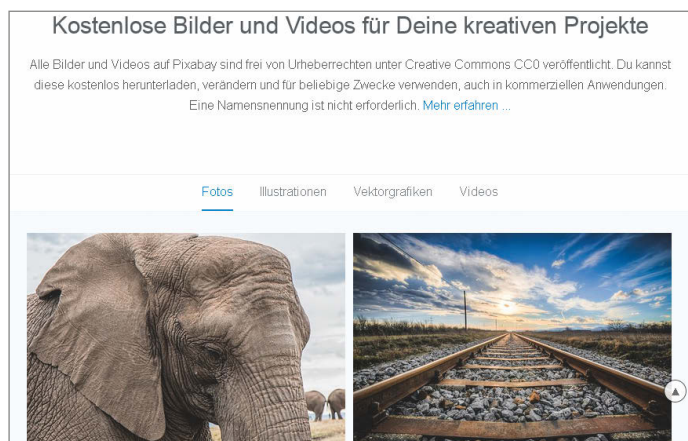 Kostenlose Bilder und Videos für Deine kreativen Projekte
Alle Bilder und Videos auf Pixabay sind frei von Urheberrechten unter Creative Commons CC0 veröffentlicht. Du kannst
diese kostenlos herunterladen, verändern und für beliebige Zwecke verwenden, auch in kommerziellen Anwendungen.
Eine Namensnennung ist nicht erforderlich. Mehr erfahren ...
Fotos Illustrationen Vektorgrafiken Videos